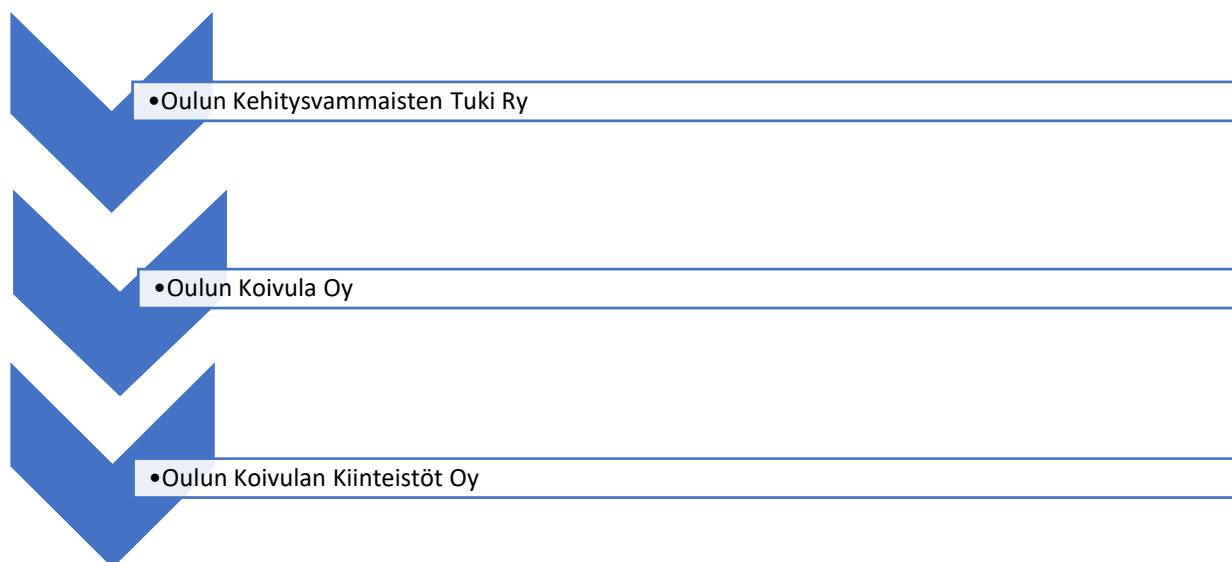 •Oulun Kehitysvammaisten Tuki Ry
•Oulun Koivula Oy
•Oulun Koivulan Kiinteistöt Oy